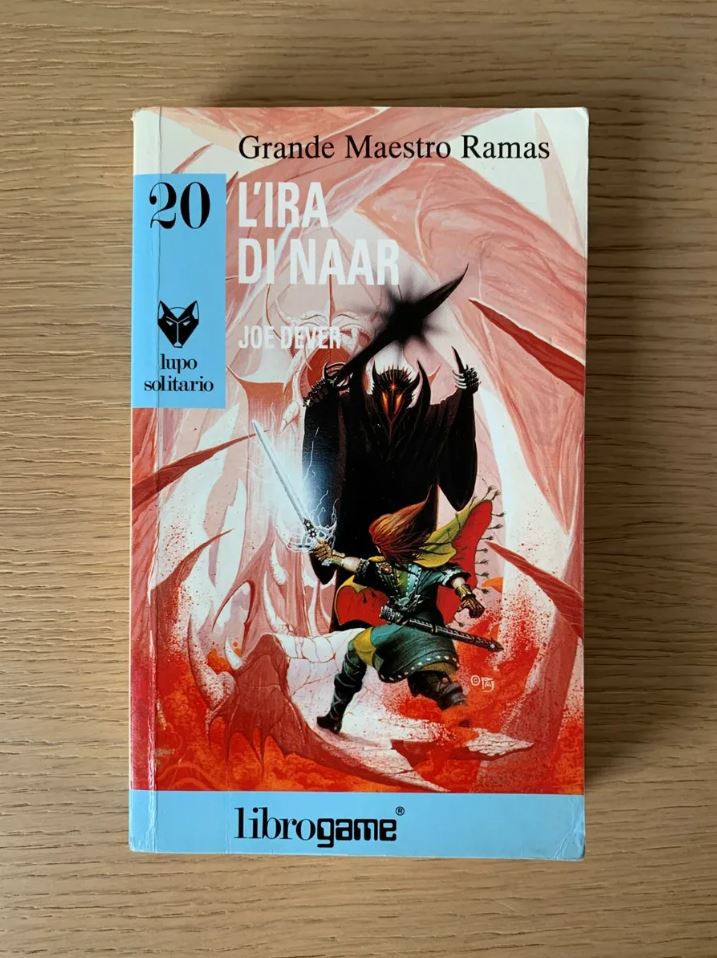 Grande Maestro Ramas
20
L'IRA
DI NAAR
JOE DEVER
lupo
solitario
librogame®